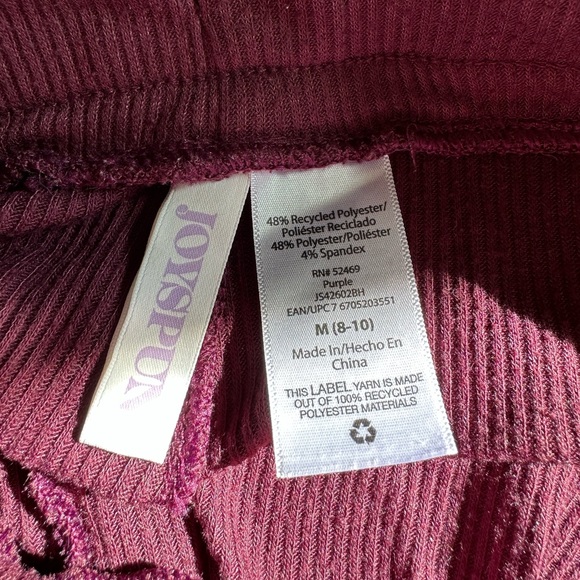 JOYSPUN
48% Recycled Polyester/
Poliéster Reciclado
48% Polyester/Poliéster
4% Spandex
RN# 52469
Purple
JS42602BH
EAN/UPC 7 6705203551
M (8-10)
Made In/Hecho En
China
THIS LABEL YARN IS MADE
OUT OF 100% RECYCLED
POLYESTER MATERIALS